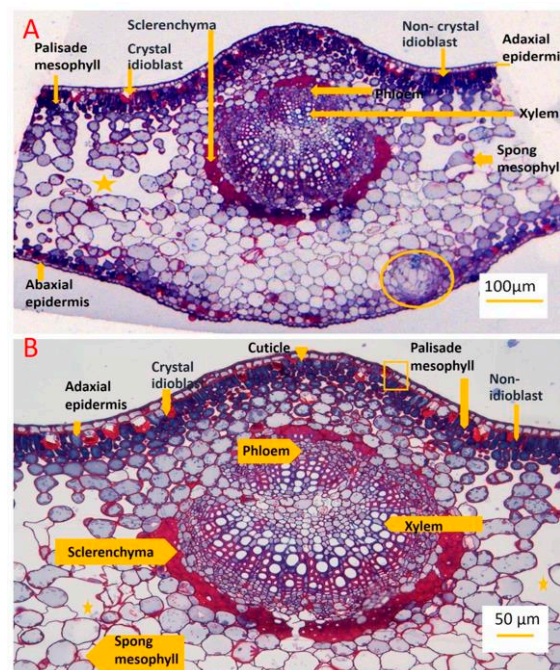 A
Sclerenchyma
Non- crystal
idioblast
Palisade
mesophyll
Crystal
idioblast
Adaxial
epidermi
Phloem
Xylem
Spong
mesophyl
Abaxial
epidermis
100µm
B
Cuticle
Crystal
idioblast
Palisade
mesophyll
Adaxial
epidermis
Non-
idioblast
Phloem
Xylem
Sclerenchyma
50 µm
Spong
mesophyll